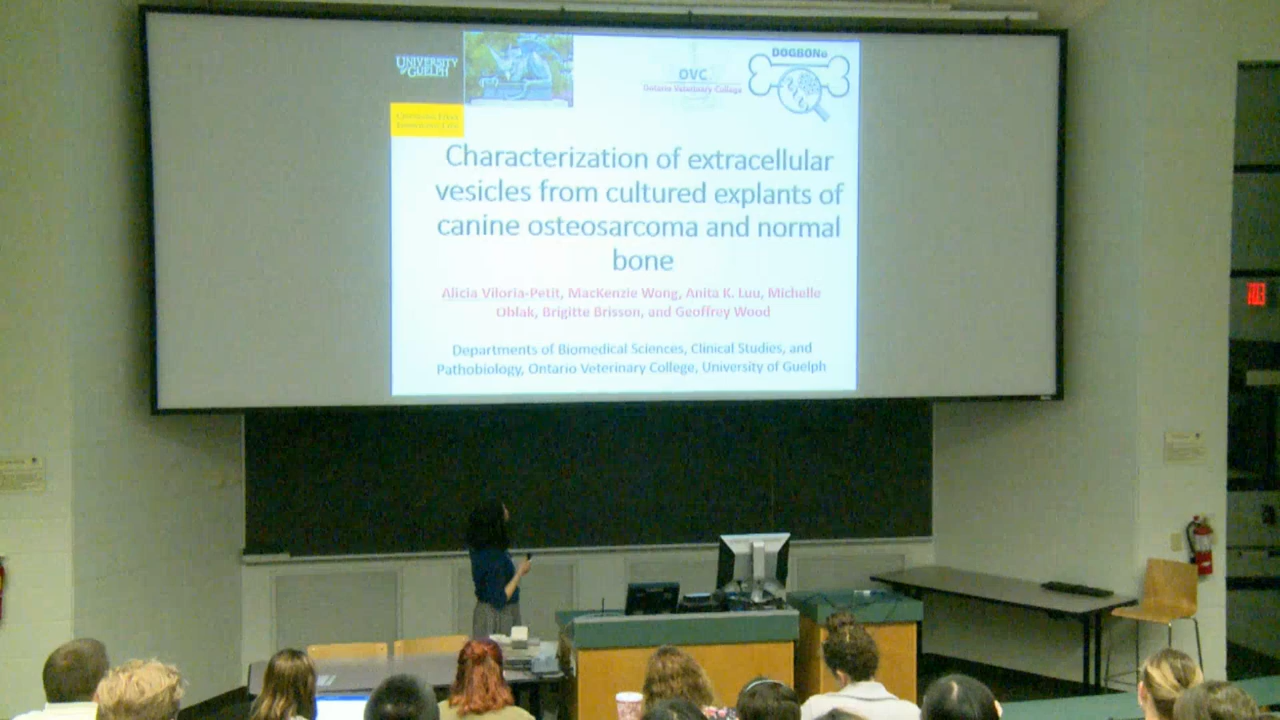 UNIVERSITY
of GUELPH
OVC
Ontario Veterinary College
DOGBONe
Characterization of extracellular
vesicles from cultured explants of
canine osteosarcoma and normal
bone
Alicia Viloria-Petit, MacKenzie Wong, Anita K. Luu, Michelle
Oblak, Brigitte Brisson, and Geoffrey Wood
Departments of Biomedical Sciences, Clinical Studies, and
Pathobiology, Ontario Veterinary College, University of Guelph